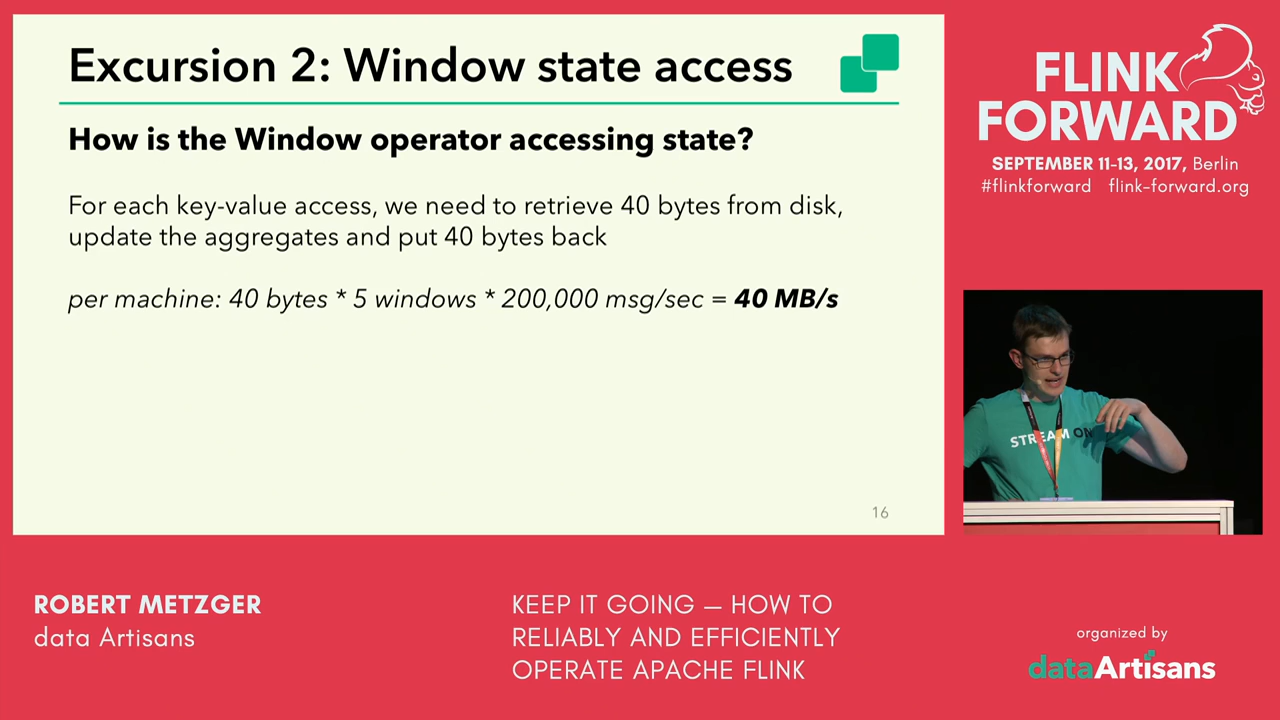 Excursion 2: Window state access
How is the Window operator accessing state?
For each key-value access, we need to retrieve 40 bytes from disk,
update the aggregates and put 40 bytes back
per machine: 40 bytes * 5 windows * 200,000 msg/sec = 40 MB/s
16
FLINK
FORWARD
SEPTEMBER 11-13, 2017, Berlin
#flinkforward flink-forward.org
STREAM ON
ROBERT METZGER
data Artisans
KEEP IT GOING — HOW TO
RELIABLY AND EFFICIENTLY
OPERATE APACHE FLINK
organized by
dataArtisans